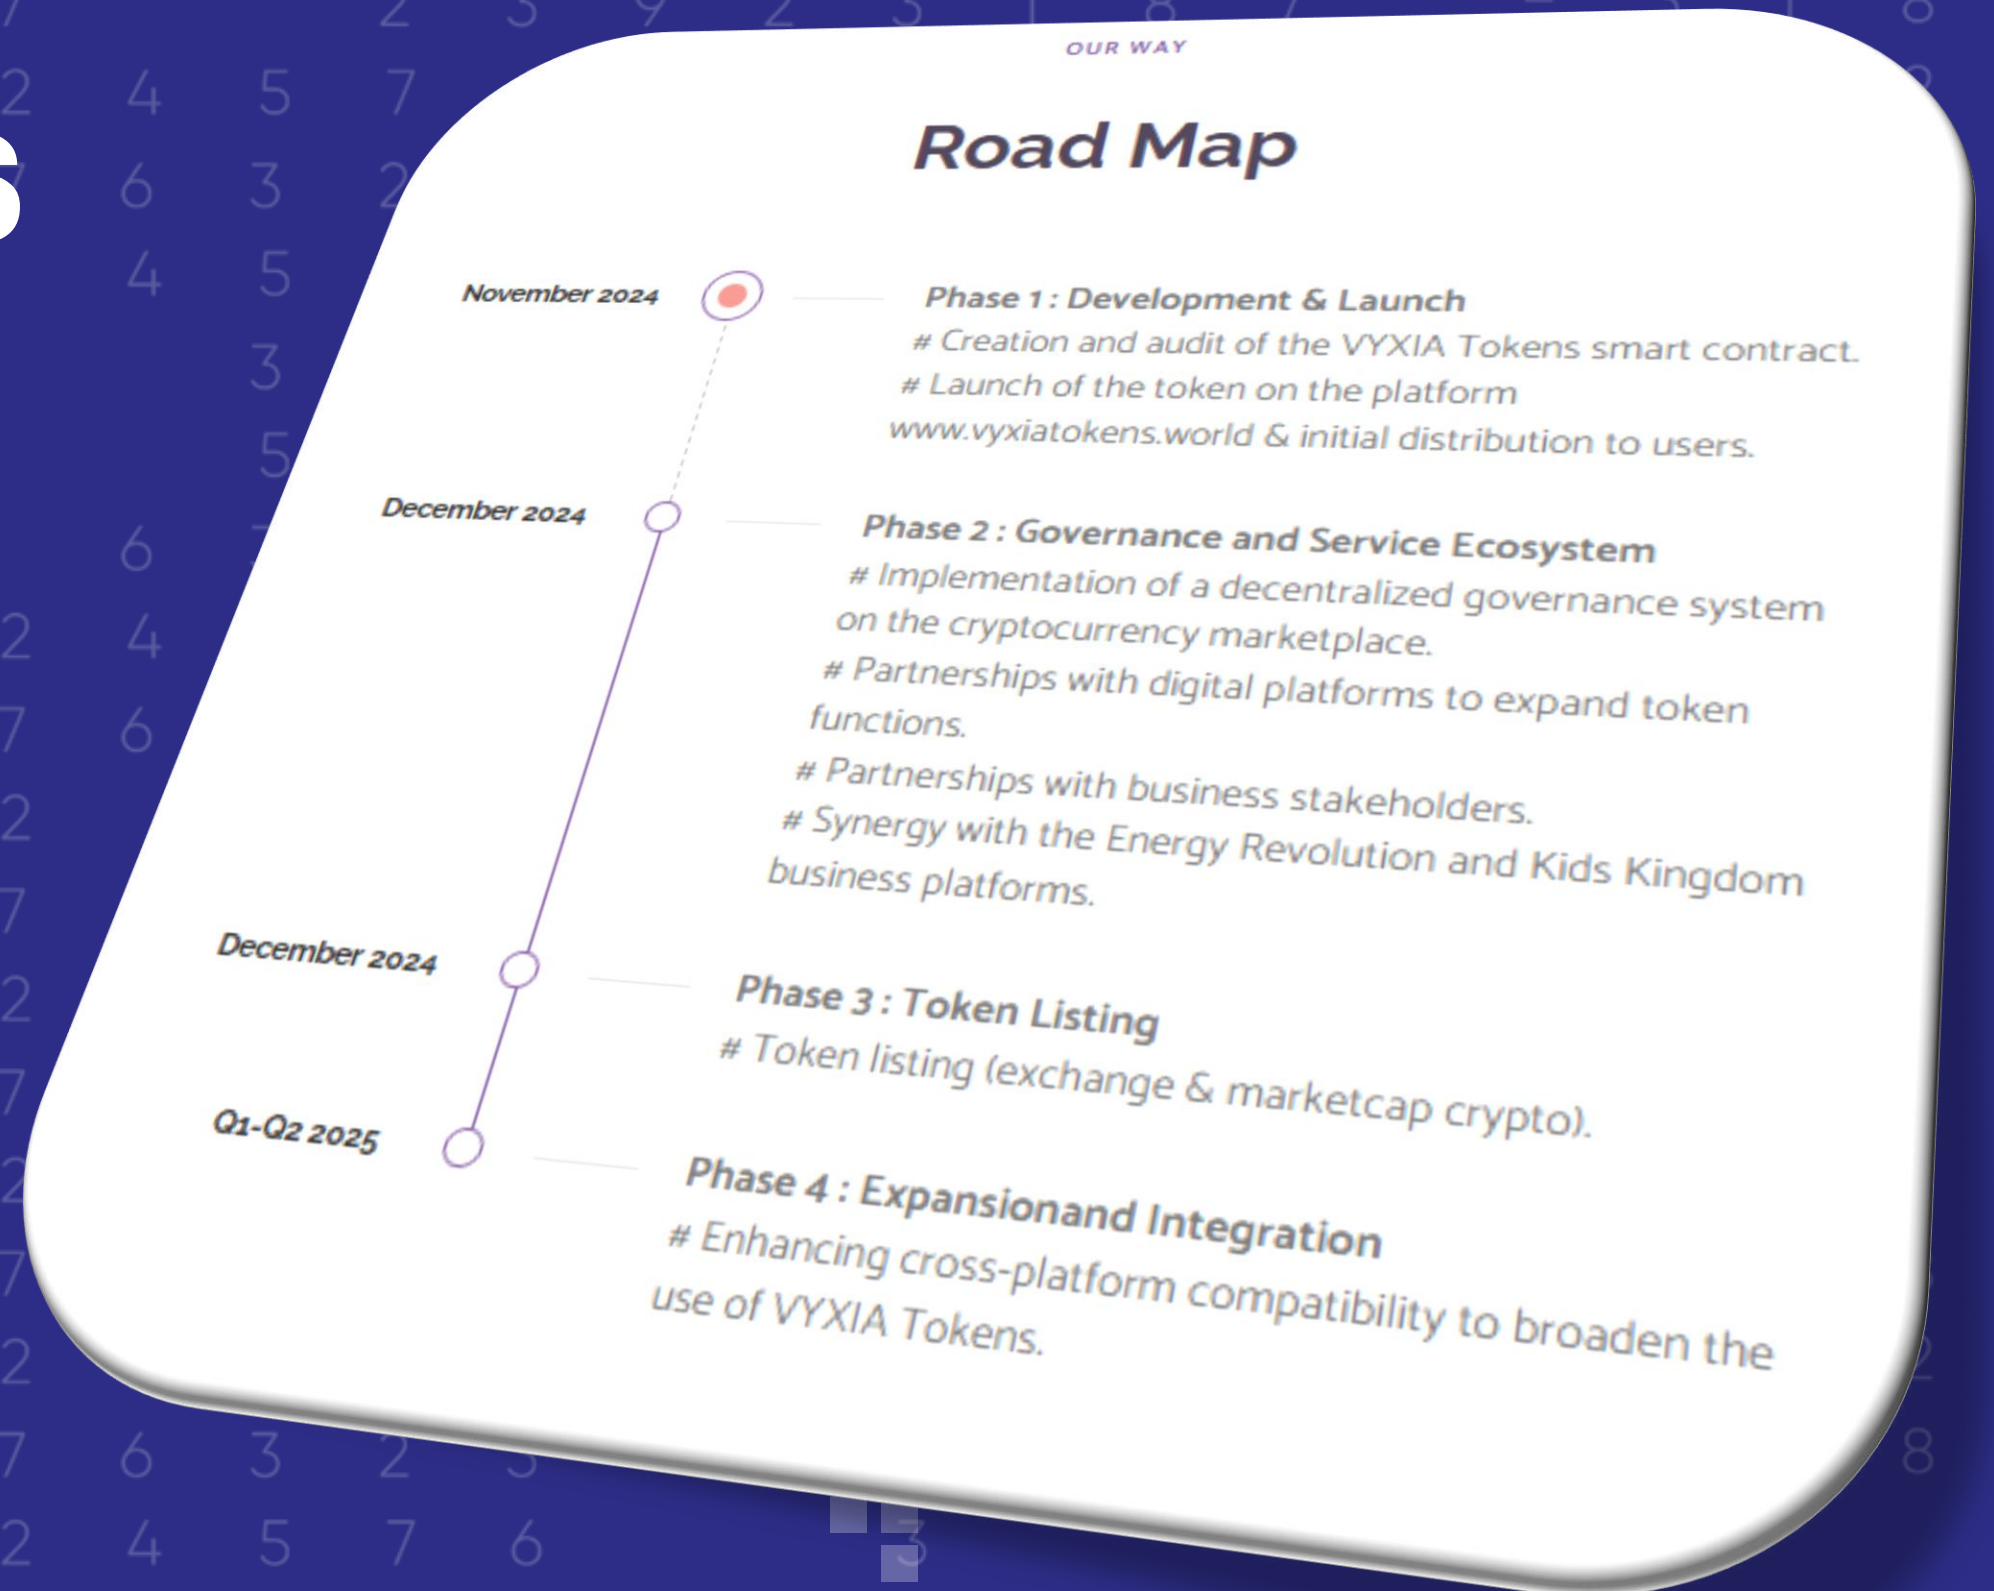 OUR WAY
Road Map
November 2024
Phase 1 : Development & Launch
# Creation and audit of the VYXIA Tokens smart contract.
# Launch of the token on the platform
www.vyxiatokens.world & initial distribution to users.
December 2024
Phase 2 : Governance and Service Ecosystem
# Implementation of a decentralized governance system
on the cryptocurrency marketplace.
# Partnerships with digital platforms to expand token
functions.
# Partnerships with business stakeholders.
# Synergy with the Energy Revolution and Kids Kingdom
business platforms.
December 2024
Phase 3 : Token Listing
# Token listing (exchange & marketcap crypto).
Q1-Q2 2025
Phase 4 : Expansionand Integration
# Enhancing cross-platform compatibility to broaden the
use of VYXIA Tokens.